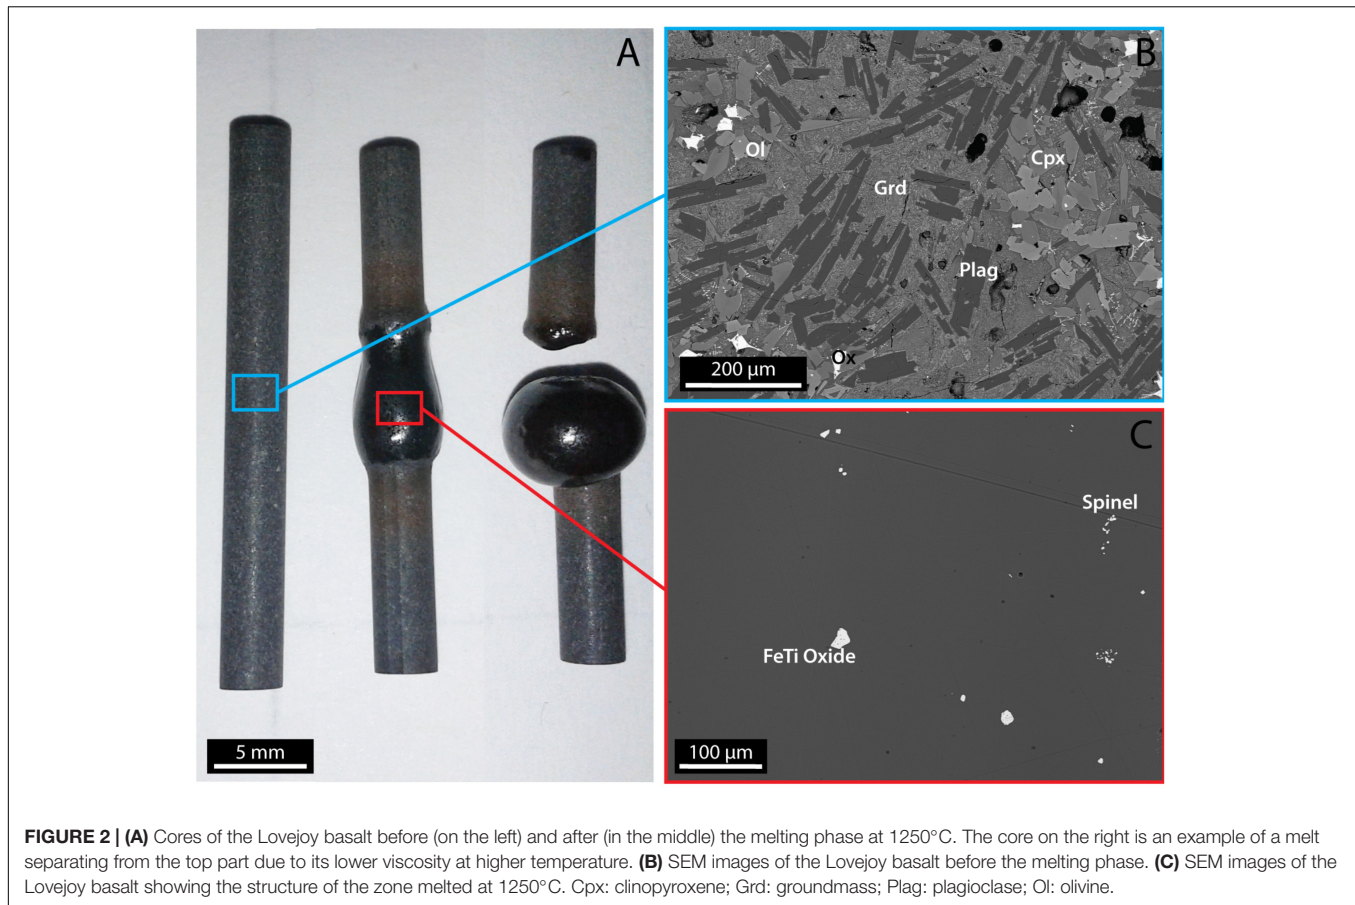 A
B
Ol
Cpx
Grd
Plag
Ox
200 µm
C
Spinel
FeTi Oxide
5 mm
100 µm
FIGURE 2 | (A) Cores of the Lovejoy basalt before (on the left) and after (in the middle) the melting phase at 1250°C. The core on the right is an example of a melt
separating from the top part due to its lower viscosity at higher temperature. (B) SEM images of the Lovejoy basalt before the melting phase. (C) SEM images of the
Lovejoy basalt showing the structure of the zone melted at 1250°C. Cpx: clinopyroxene; Grd: groundmass; Plag: plagioclase; Ol: olivine.